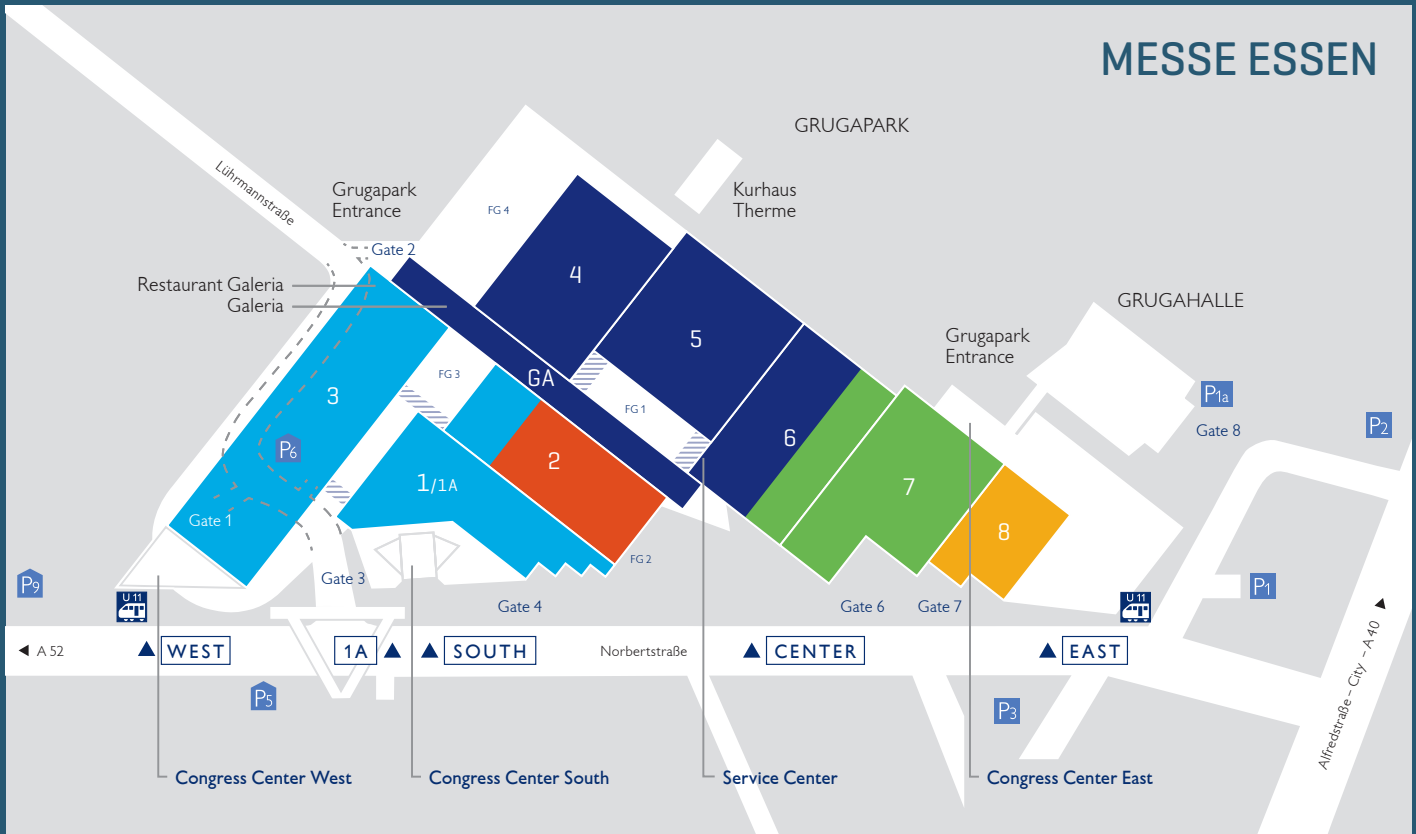 MESSE ESSEN
GRUGAPARK
Lührmannstraße
Grugapark
Entrance
FG 4
Kurhaus
Therme
Gate 2
Restaurant Galeria
Galeria
4
5
GRUGAHALLE
Grugapark
Entrance
3
FG 3
GA
FG 1
6
P1a
Gate 8
P2
P6
2
1/1A
7
8
Gate 1
FG 2
P9
Gate 3
Gate 4
Gate 6
Gate 7
P1
U 11
U 11
A 52
WEST
1A
SOUTH
Norbertstraße
CENTER
EAST
P5
P3
Alfredstraße – City – A 40
Congress Center West
Congress Center South
Service Center
Congress Center East